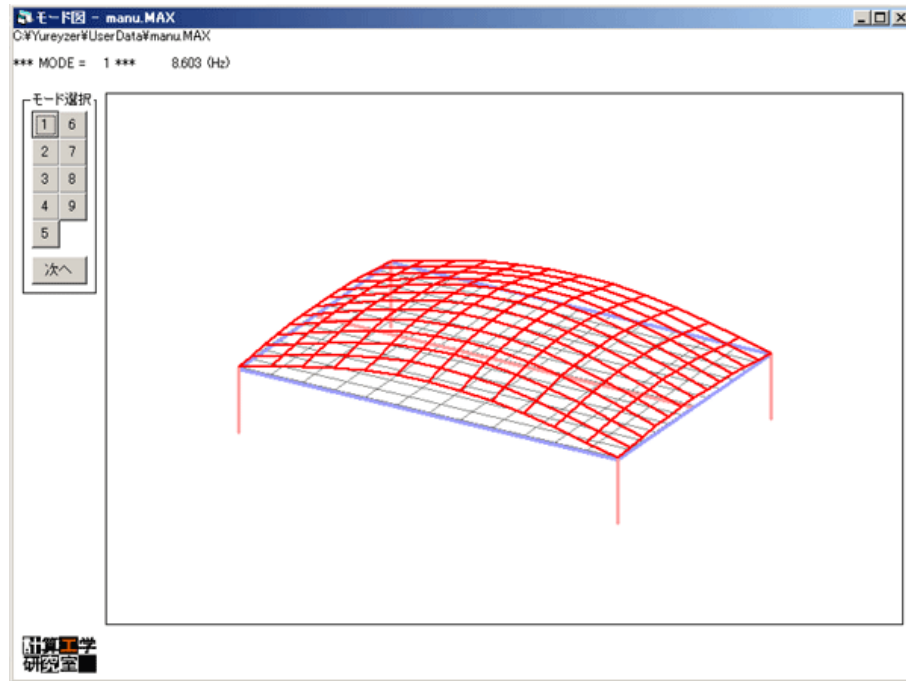 モード図 - manu.MAX
C:¥Yureyzer¥UserData¥manu.MAX
*** MODE = 1 *** 8.603 (Hz)
モード選択
1 6
2 7
3 8
4 9
5
次へ
計算工学
研究室